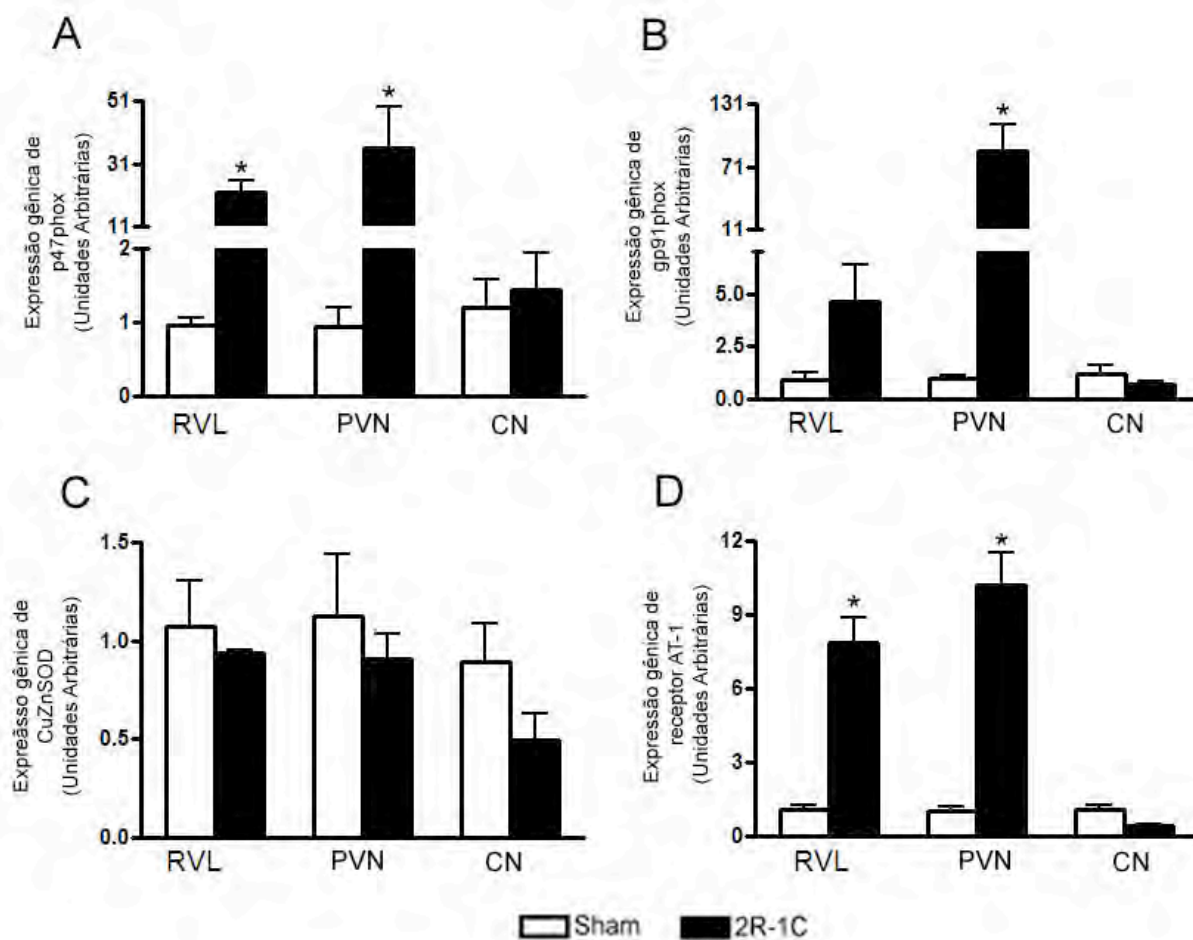 A
Expressão gênica de
p47phox
(Unidades Arbitrárias)
51
31
11
2
1
0
*
*
RVL PVN CN
B
Expressão gênica de
gp91phox
(Unidades Arbitrárias)
131
71
11
5.0
2.5
0.0
*
RVL PVN CN
C
Expreãsso gênica de
CuZnSOD
(Unidades Arbitrárias)
1.5
1.0
0.5
0.0
RVL PVN CN
D
Expressão gênica de
receptor AT-1
(Unidades Arbitrárias)
12
9
6
3
0
*
*
RVL PVN CN
Sham 2R-1C